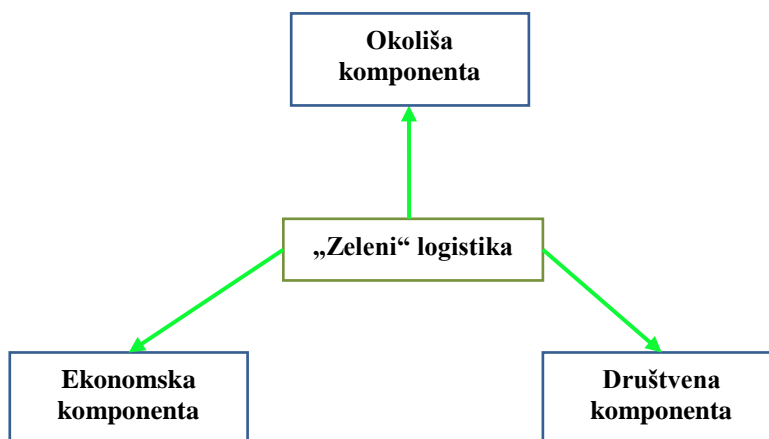 Okoliša
komponenta
„Zeleni“ logistika
Ekonomska
komponenta
Društvena
komponenta